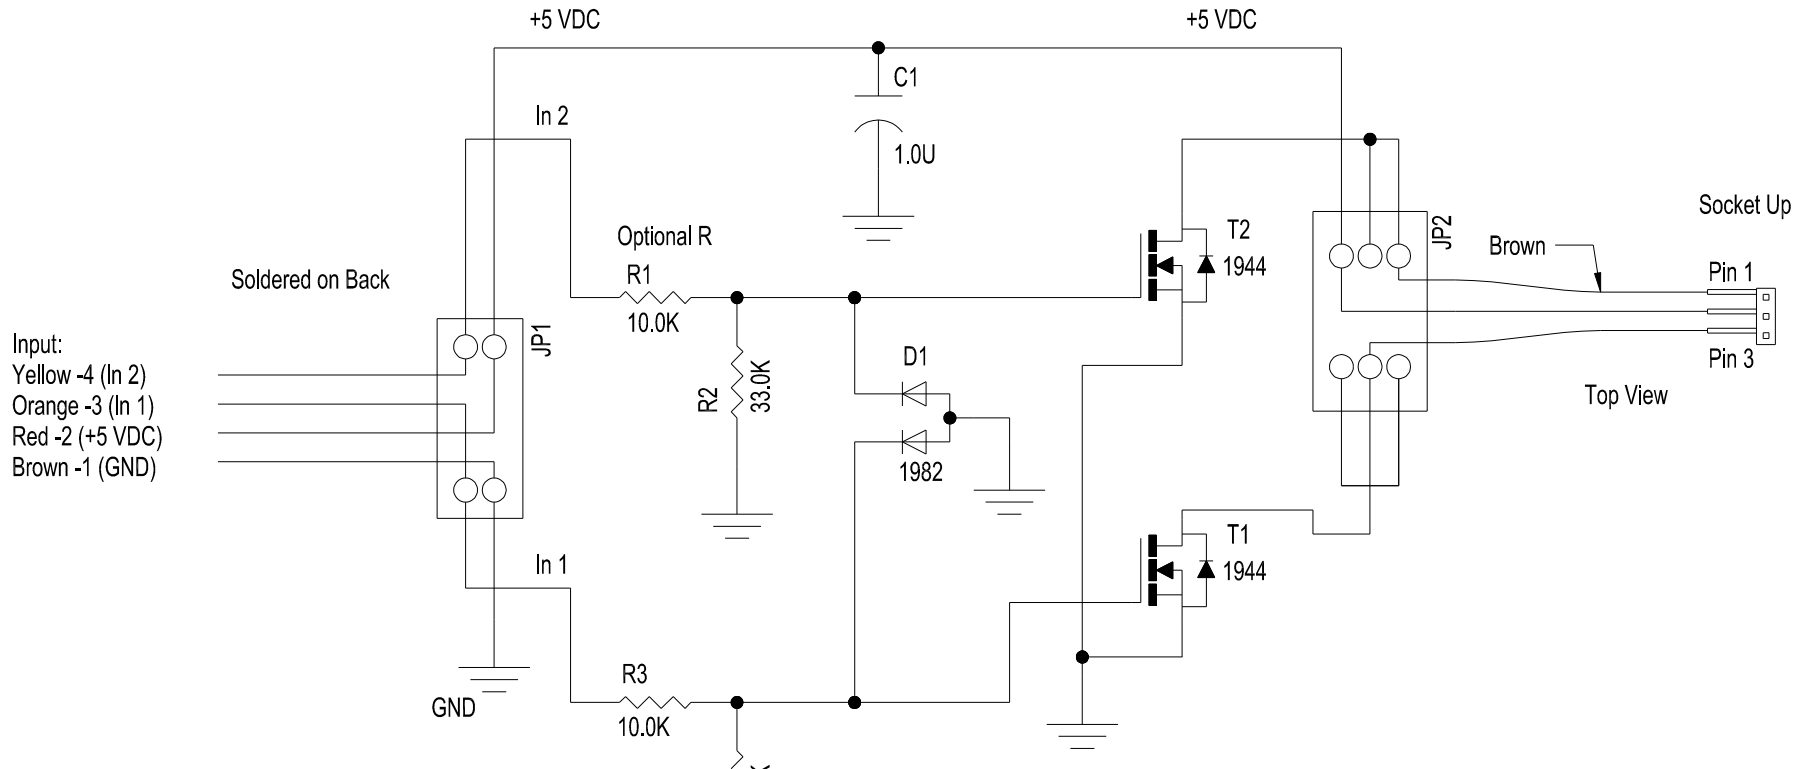 +5 VDC
+5 VDC
C1
1.0U
In 2
Optional R
R1
10.0K
Soldered on Back
Input:
Yellow -4 (In 2)
Orange -3 (In 1)
Red -2 (+5 VDC)
Brown -1 (GND)
JP1
R2
33.0K
D1
1982
T2
1944
JP2
Brown
Socket Up
Pin 1
Pin 3
Top View
In 1
T1
1944
GND
R3
10.0K